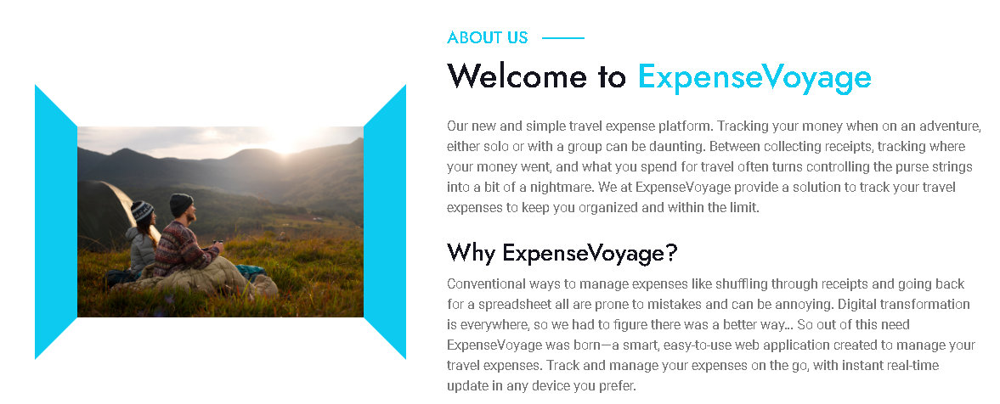 ABOUT US
Welcome to ExpenseVoyage
Our new and simple travel expense platform. Tracking your money when on an adventure,
either solo or with a group can be daunting. Between collecting receipts, tracking where
your money went, and what you spend for travel often turns controlling the purse strings
into a bit of a nightmare. We at ExpenseVoyage provide a solution to track your travel
expenses to keep you organized and within the limit.
Why ExpenseVoyage?
Conventional ways to manage expenses like shuffling through receipts and going back
for a spreadsheet all are prone to mistakes and can be annoying. Digital transformation
is everywhere, so we had to figure there was a better way... So out of this need
ExpenseVoyage was born—a smart, easy-to-use web application created to manage your
travel expenses. Track and manage your expenses on the go, with instant real-time
update in any device you prefer.